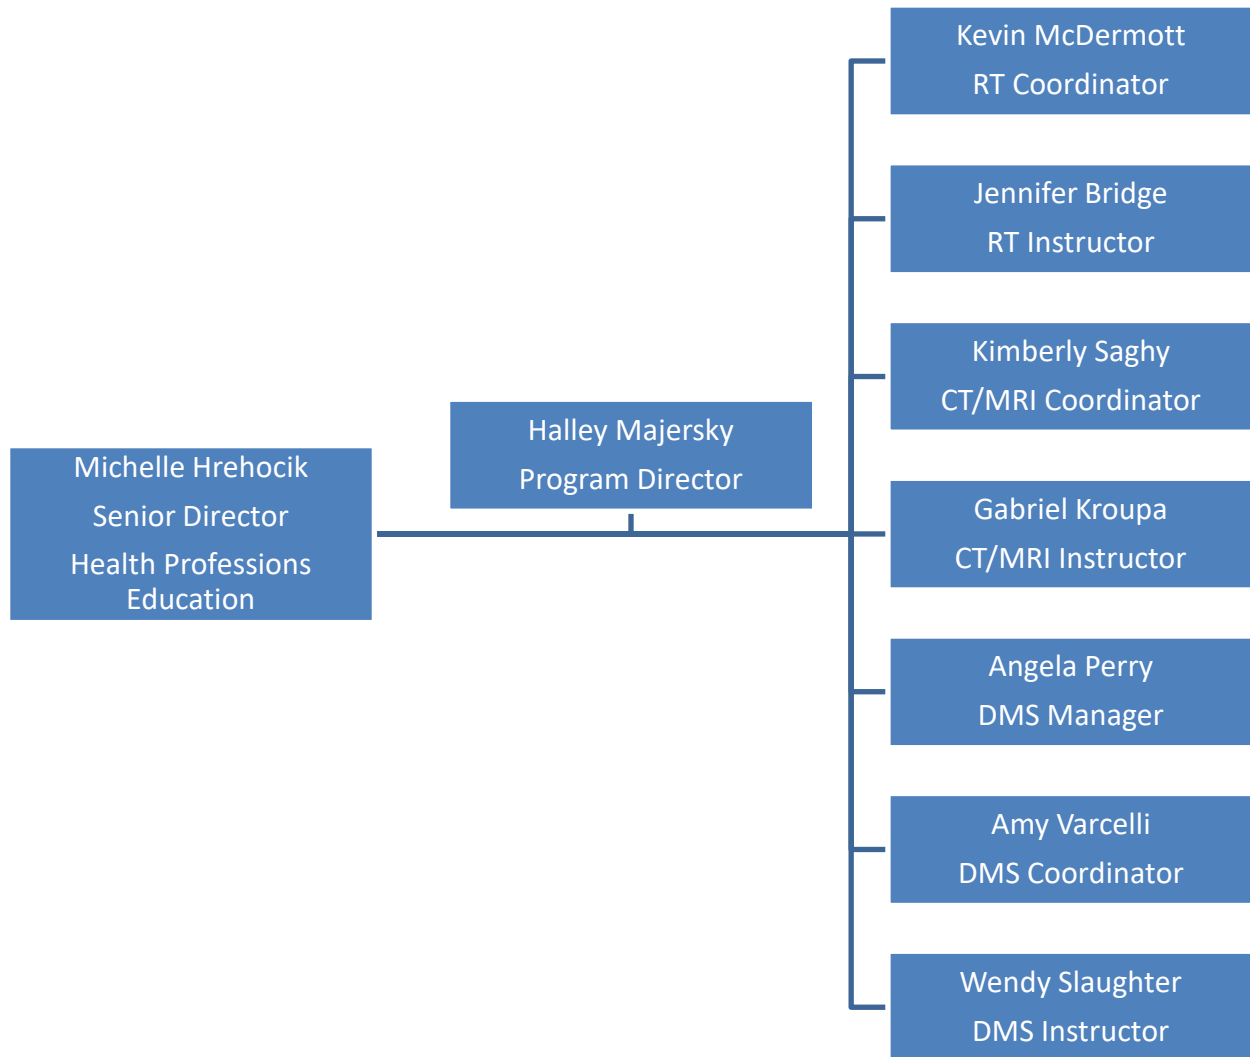 Michelle Hrehocik
Senior Director
Health Professions
Education
Halley Majersky
Program Director
Kevin McDermott
RT Coordinator
Jennifer Bridge
RT Instructor
Kimberly Saghy
CT/MRI Coordinator
Gabriel Kroupa
CT/MRI Instructor
Angela Perry
DMS Manager
Amy Varcelli
DMS Coordinator
Wendy Slaughter
DMS Instructor